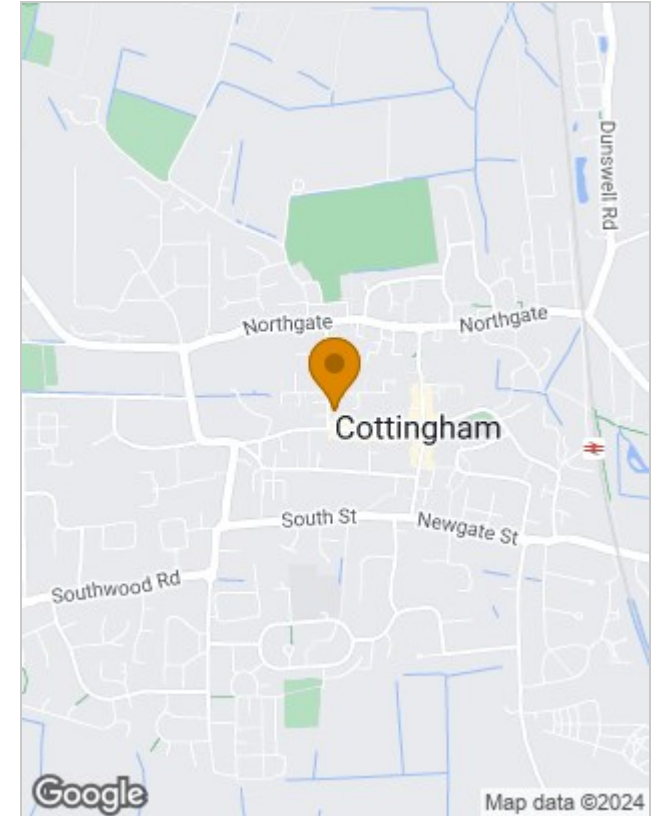 Dunswell Rd
Northgate
Northgate
Cottingham
South St
Newgate St
Southwood Rd
Google
Map data ©2024